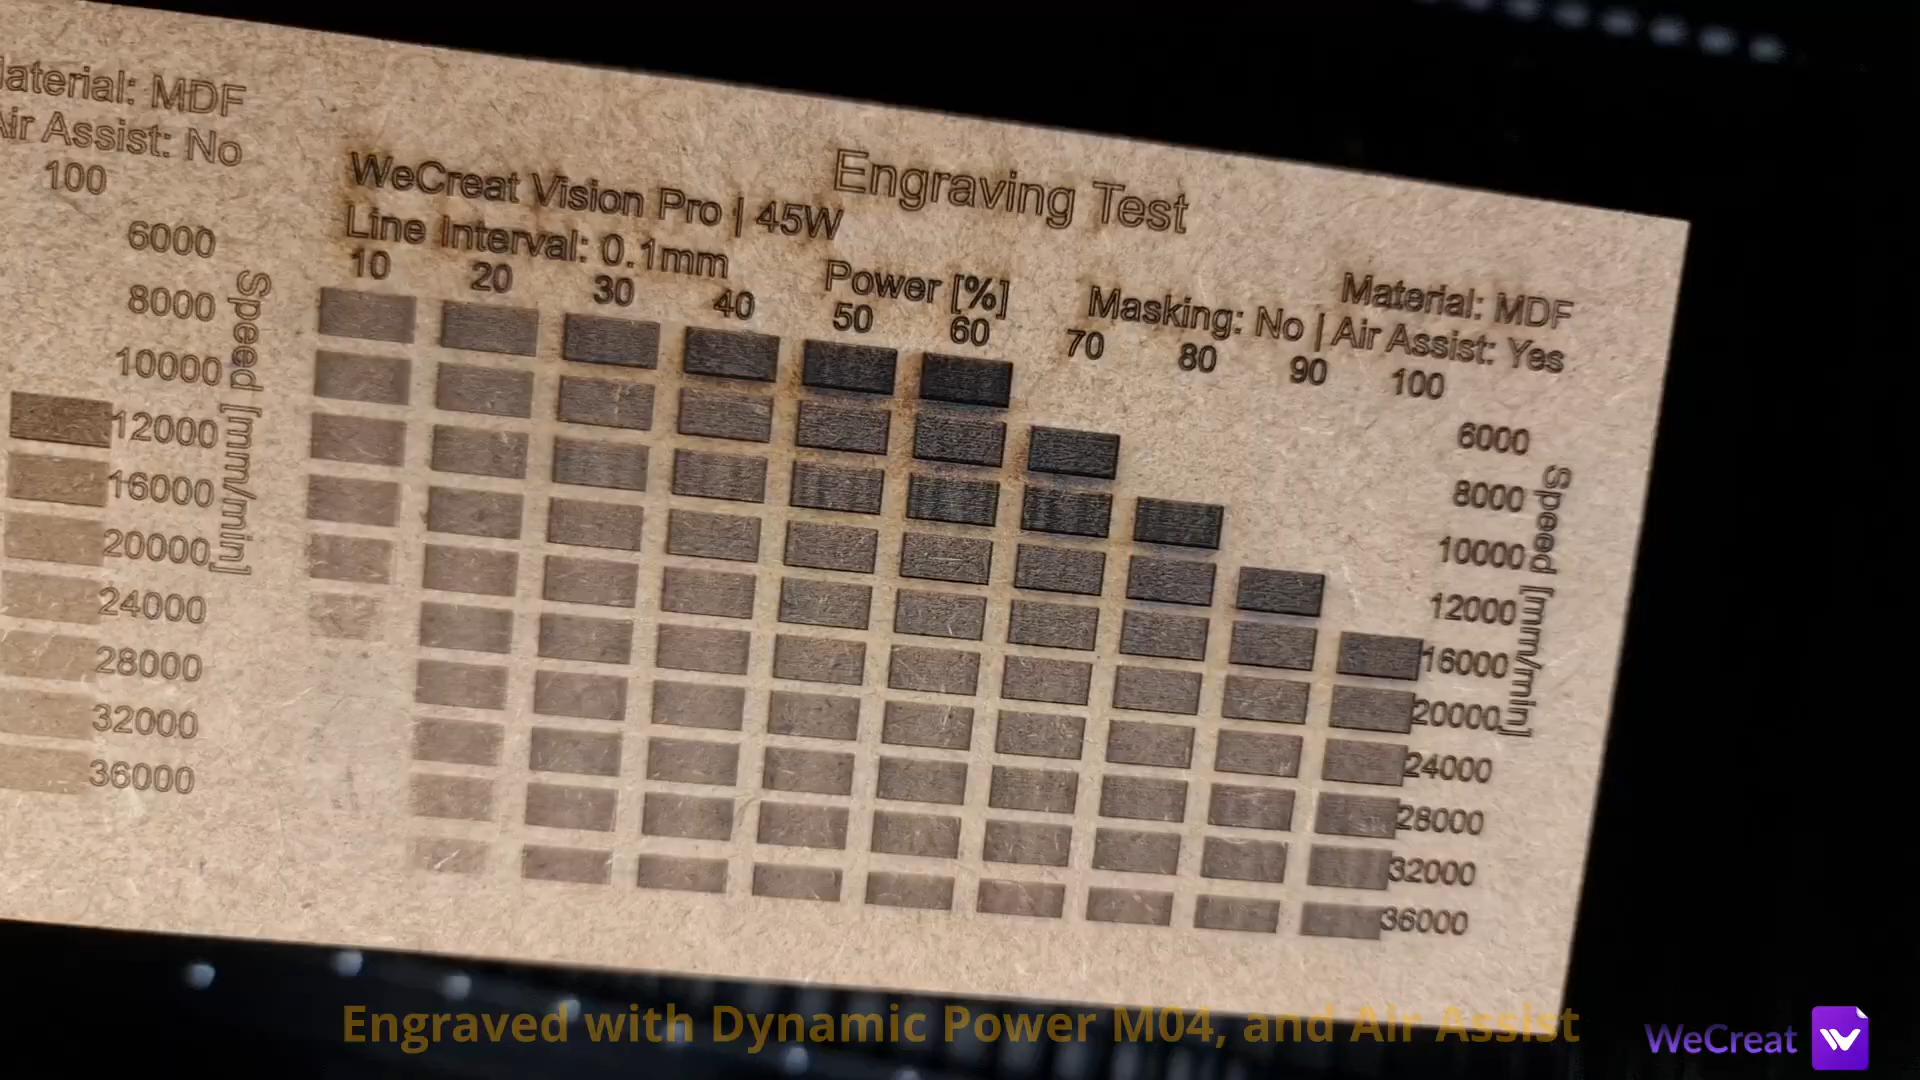 Material: MDF
Air Assist: No
100
6000
8000
10000
12000
16000
20000
24000
28000
32000
36000
Speed [mm/min]
Engraving Test
WeCreat Vision Pro | 45W
Line Interval: 0.1mm
Power [%]
Material: MDF
Masking: No | Air Assist: Yes
10 20 30 40 50 60 70 80 90 100
6000
8000
10000
12000
16000
20000
24000
28000
32000
36000
Speed [mm/min]
Engraved with Dynamic Power M04, and Air Assist
WeCreat